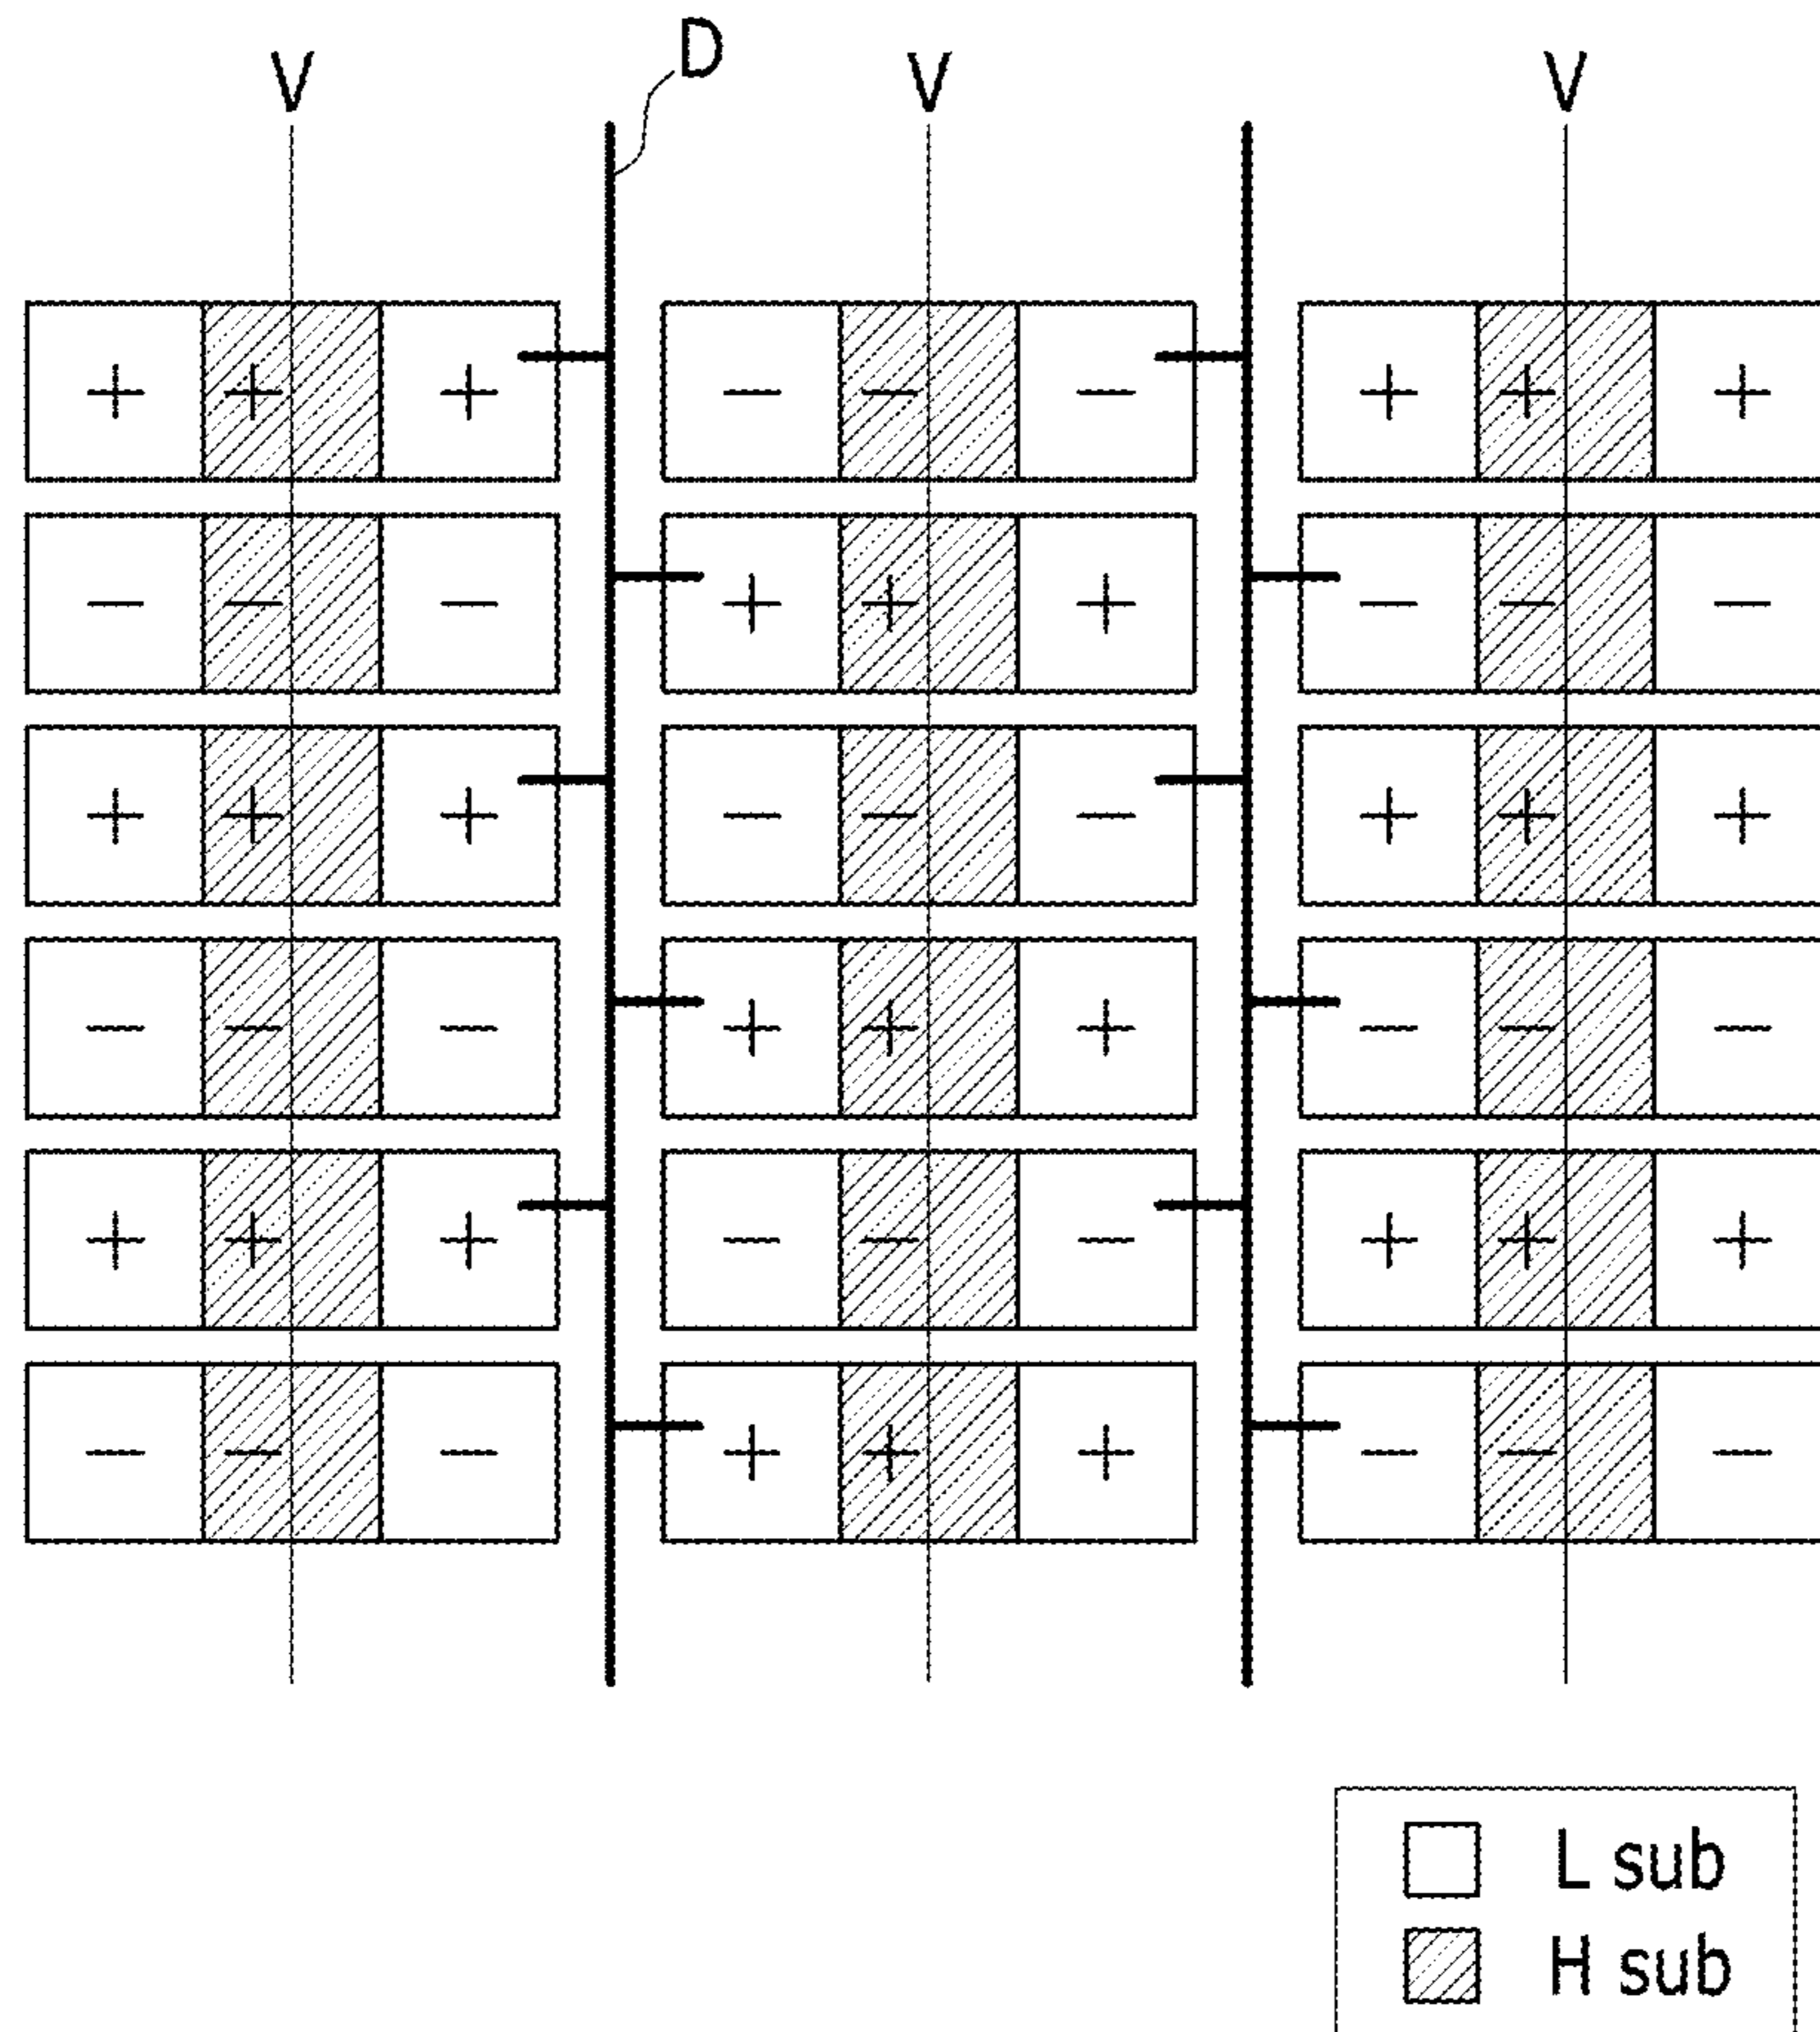 D
V V V
+ + + − − − + + +
− − − + + + − − −
+ + + − − − + + +
− − − + + + − − −
+ + + − − − + + +
− − − + + + − − −
L sub
H sub